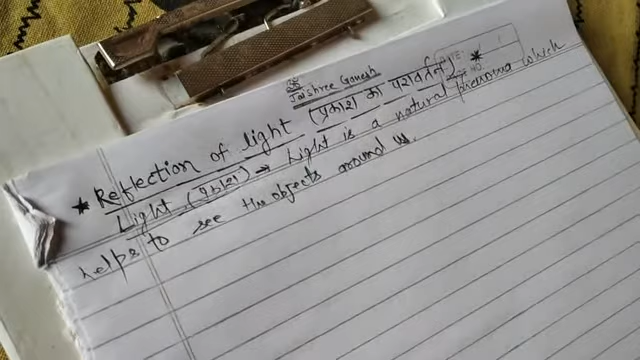 ॐ
Jaishree Ganesh
* Reflection of light (प्रकाश का परावर्तन) *
Light (प्रकाश) → Light is a natural phenoma which
helps to see the objects around us.